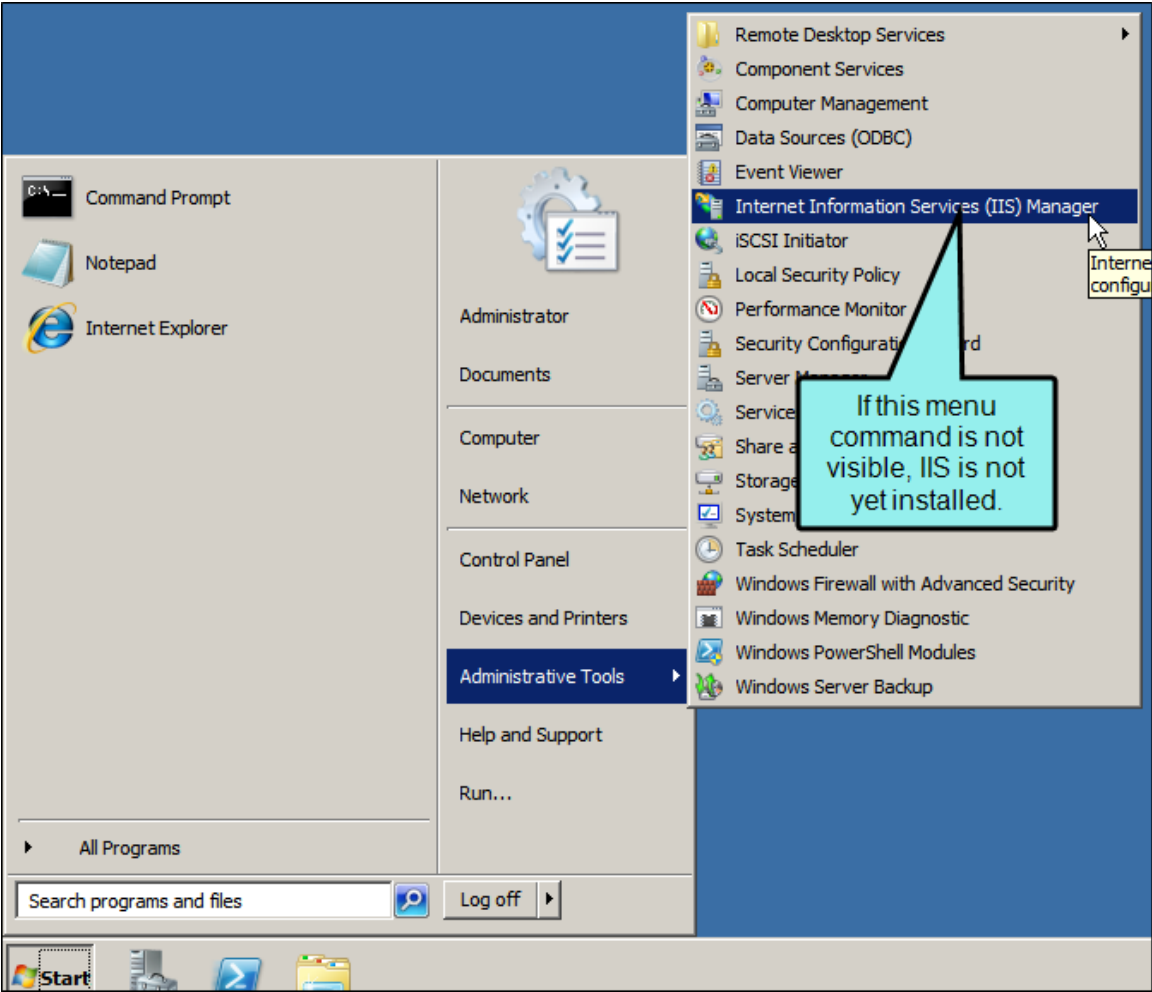 Remote Desktop Services
Component Services
Computer Management
Data Sources (ODBC)
Event Viewer
Internet Information Services (IIS) Manager
iSCSI Initiator
Local Security Policy
Performance Monitor
Security
Server
Share
System
Task Scheduler
Windows Firewall with Advanced Security
Windows Memory Diagnostic
Windows PowerShell Modules
Windows Server Backup
If this menu
command is not
visible, IIS is not
yet installed.
C:\
Command Prompt
Notepad
Internet Explorer
Administrator
Documents
Computer
Network
Control Panel
Devices and Printers
Administrative Tools
Help and Support
Run...
All Programs
Search programs and files
Log off
Start